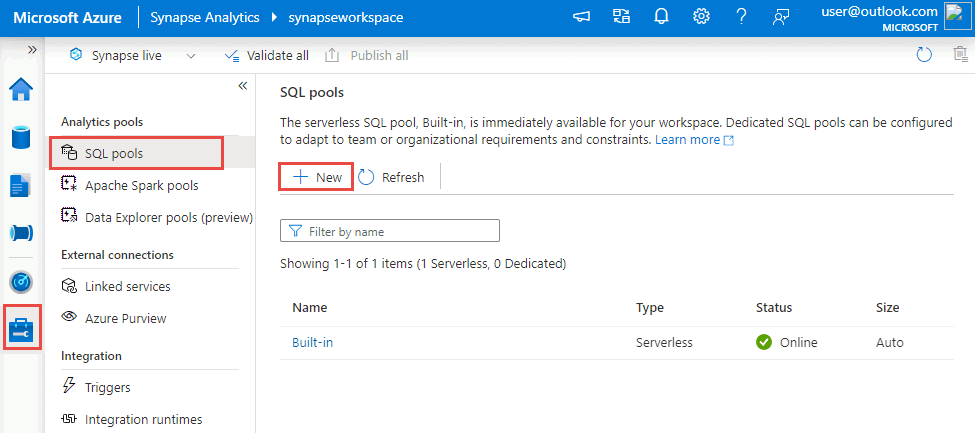 Microsoft Azure Synapse Analytics synapseworkspace ? user@outlook.com
MICROSOFT
» Synapse live Validate all Publish all
«
Analytics pools
SQL pools
Apache Spark pools
Data Explorer pools (preview)
External connections
Linked services
Azure Purview
Integration
Triggers
Integration runtimes
SQL pools
The serverless SQL pool, Built-in, is immediately available for your workspace. Dedicated SQL pools can be configured
to adapt to team or organizational requirements and constraints. Learn more
New Refresh
Filter by name
Showing 1-1 of 1 items (1 Serverless, 0 Dedicated)
Name Type Status Size
Built-in Serverless Online Auto